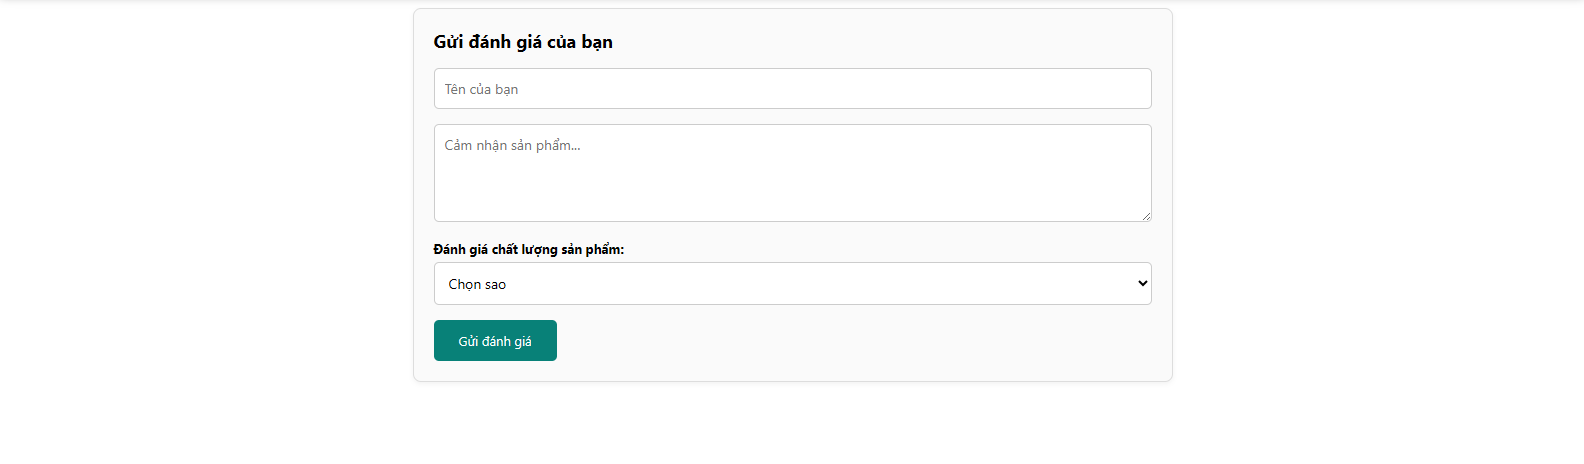 Gửi đánh giá của bạn
Tên của bạn
Cảm nhận sản phẩm...
Đánh giá chất lượng sản phẩm:
Chọn sao
Gửi đánh giá